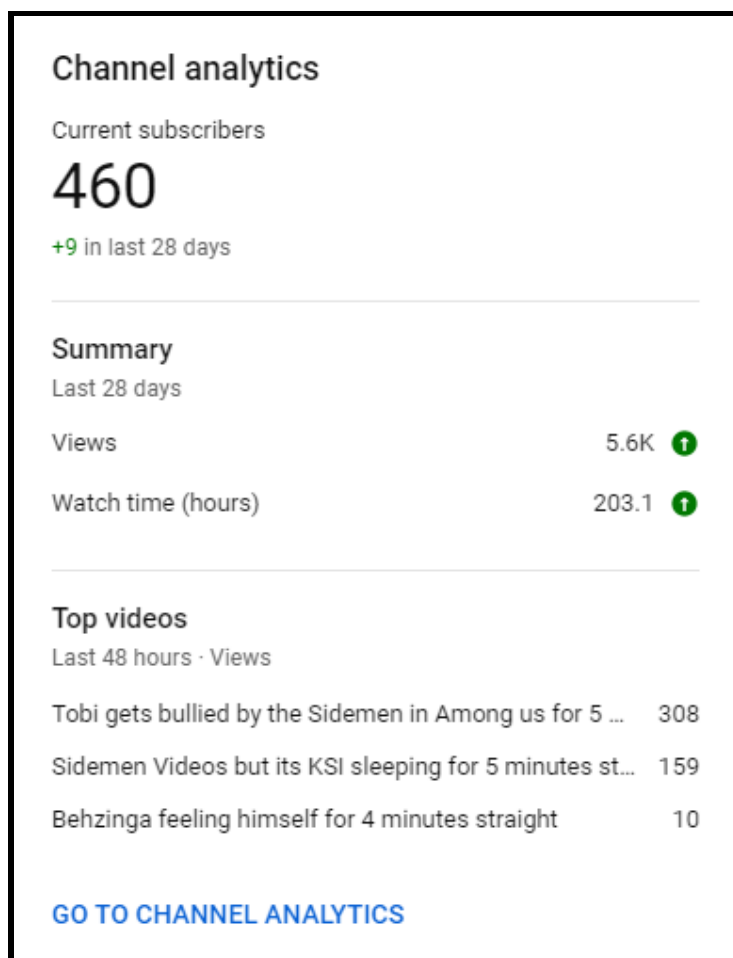 Channel analytics
Current subscribers
460
+9 in last 28 days
Summary
Last 28 days
Views 5.6K
Watch time (hours) 203.1
Top videos
Last 48 hours · Views
Tobi gets bullied by the Sidemen in Among us for 5 ... 308
Sidemen Videos but its KSI sleeping for 5 minutes st... 159
Behzinga feeling himself for 4 minutes straight 10
GO TO CHANNEL ANALYTICS